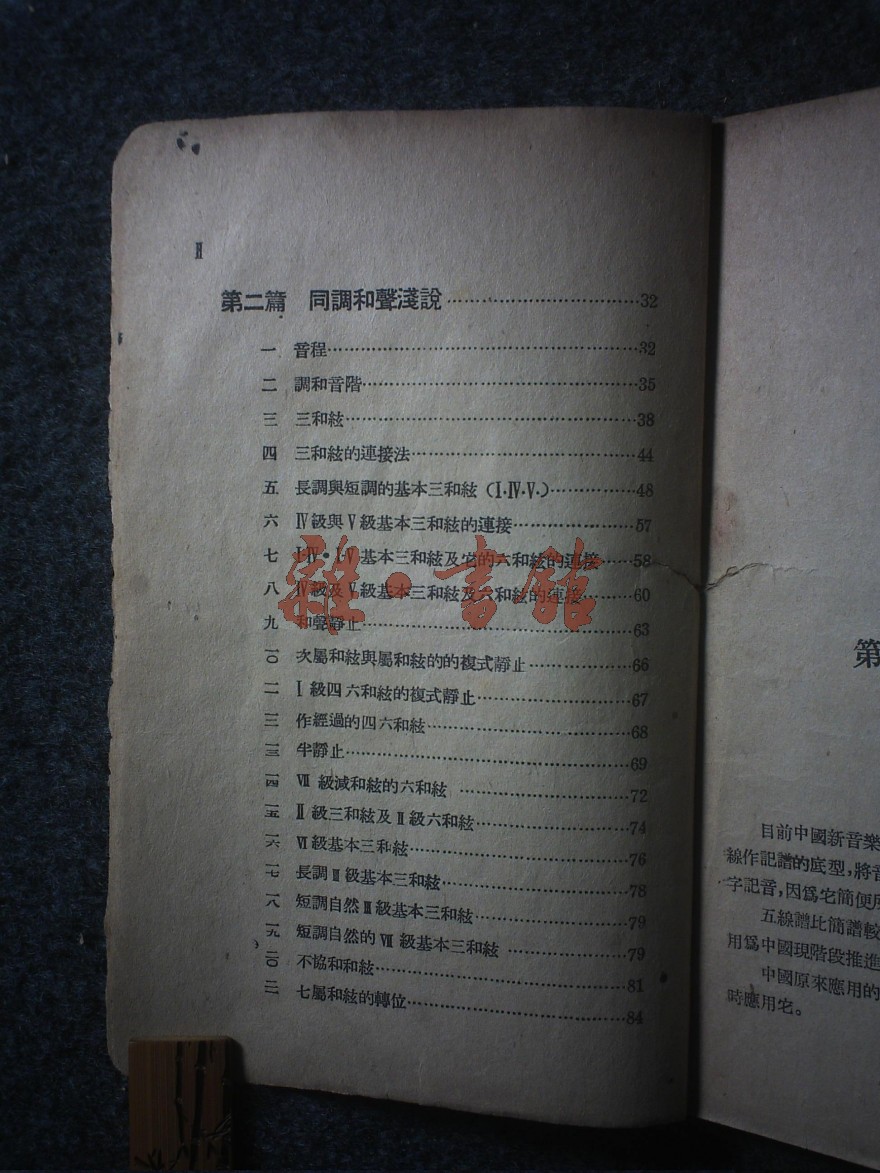 II
第二篇 同調和聲淺說…………………………32
一 音程……………………………………32
二 調和音階………………………………35
三 三和絃…………………………………38
四 三和絃的連接法………………………44
五 長調與短調的基本三和絃(I·IV·V·)…………48
六 IV級與V級基本三和絃的連接……………57
七 I·IV·I·V基本三和絃及它的六和絃的連接……58
八 IV級及V級基本三和絃及六和絃的連接……60
九 和聲靜止………………………………63
一〇 次屬和絃與屬和絃的的複式靜止……………66
一一 I級四六和絃的複式靜止………………67
一二 作經過的四六和絃……………………68
一三 半靜止…………………………………69
一四 VII級減和絃的六和絃…………………72
一五 II級三和絃及II級六和絃………………74
一六 VI級基本三和絃………………………76
一七 長調III級基本三和絃…………………78
一八 短調自然III級基本三和絃………………79
一九 短調自然的VII級基本三和絃……………79
二〇 不協和和絃……………………………81
二一 七屬和絃的轉位………………………84
雜·書館
第
目前中國新音樂
線作記譜的底型,將音
字記音,因爲它簡便所
五線譜比簡譜較
用爲中國現階段推進
中國原來應用的
時應用它。